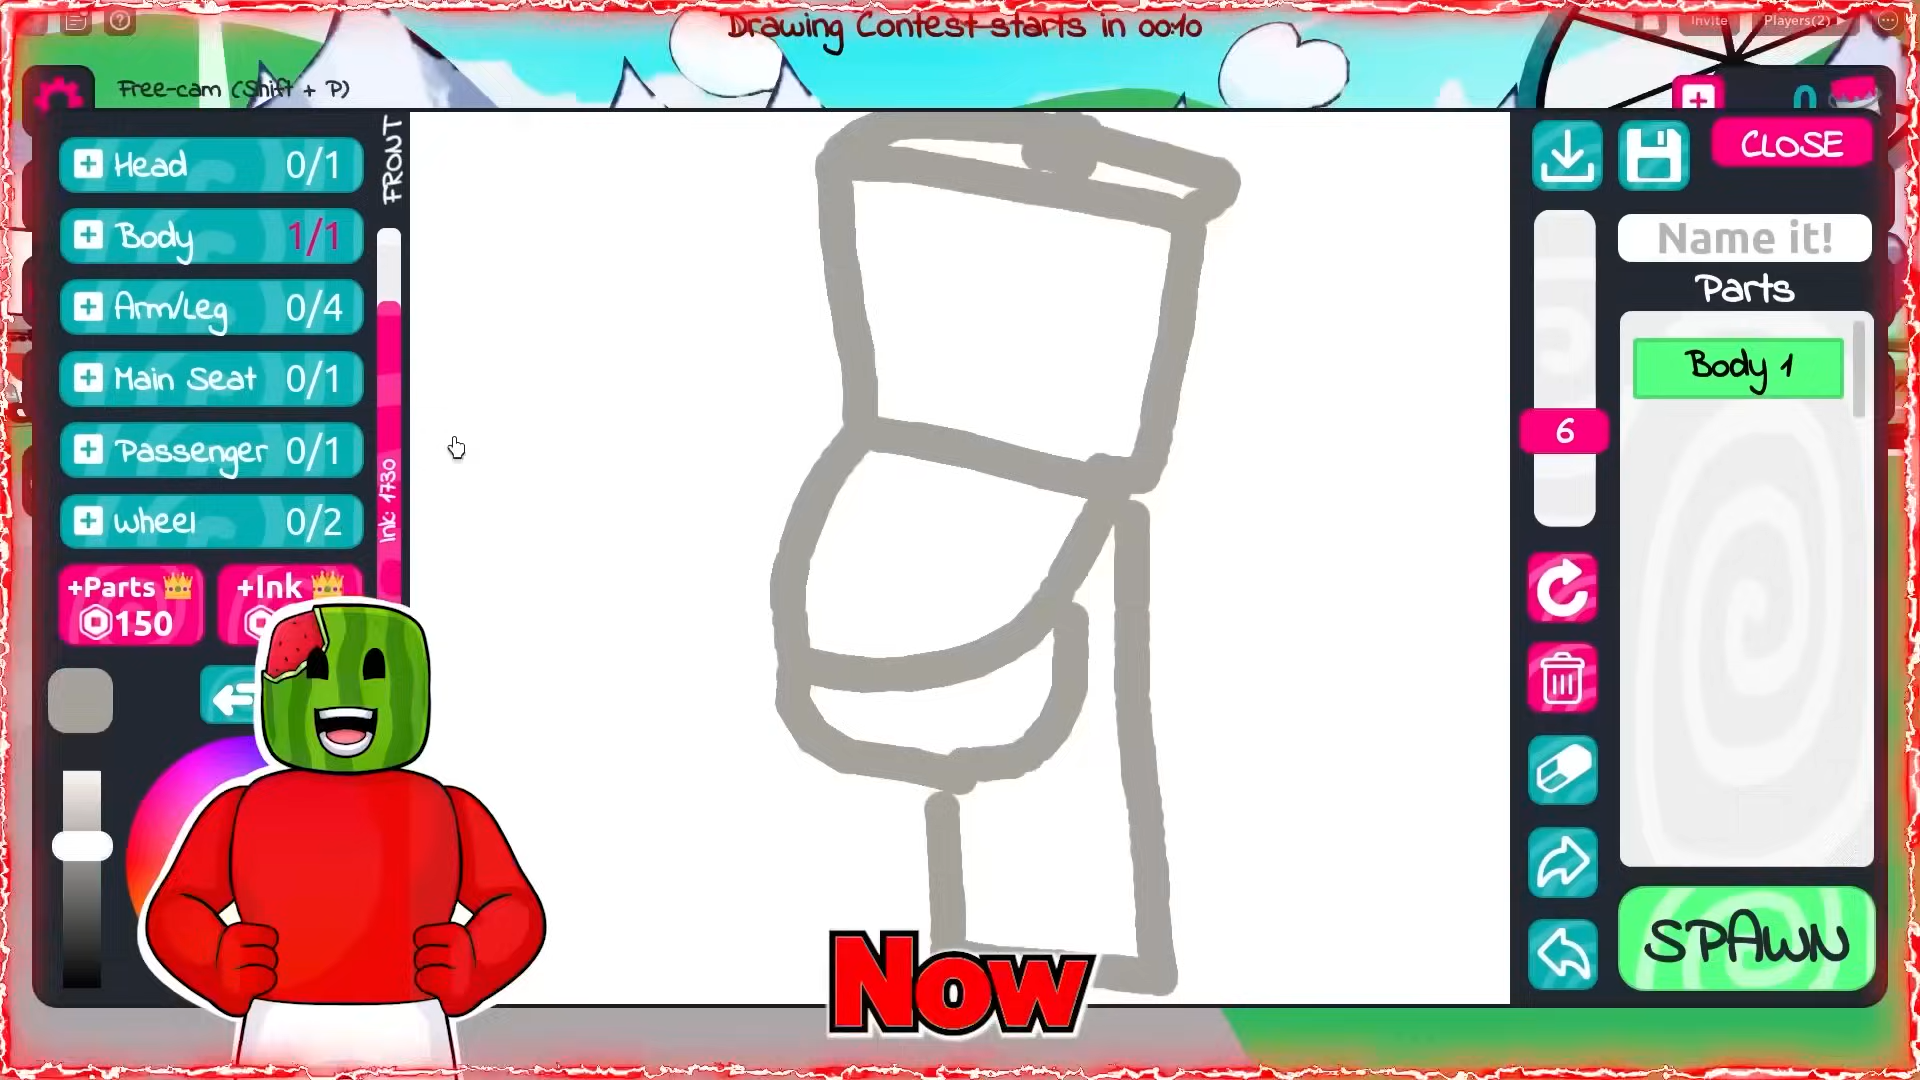 Drawing Contest starts in 00:10
Invite
Players(2)
Free-cam (Shift + P)
0
FRONT
Head 0/1
Body 1/1
Arm/Leg 0/4
Main Seat 0/1
Passenger 0/1
Wheel 0/2
Ink: 1730
+Parts
150
+Ink
CLOSE
Name it!
Parts
Body 1
6
SPAWN
Now